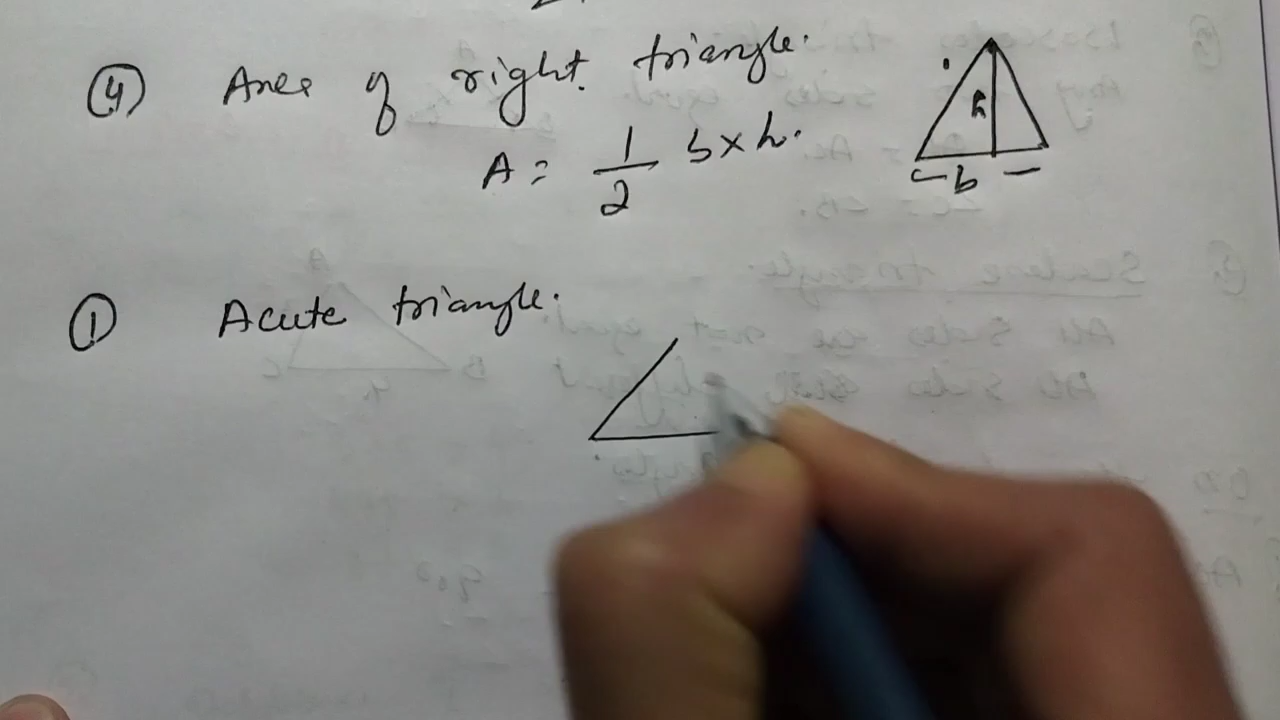 ④ Area of right triangle.
A = 1/2 b x h.
h
b
① Acute triangle.